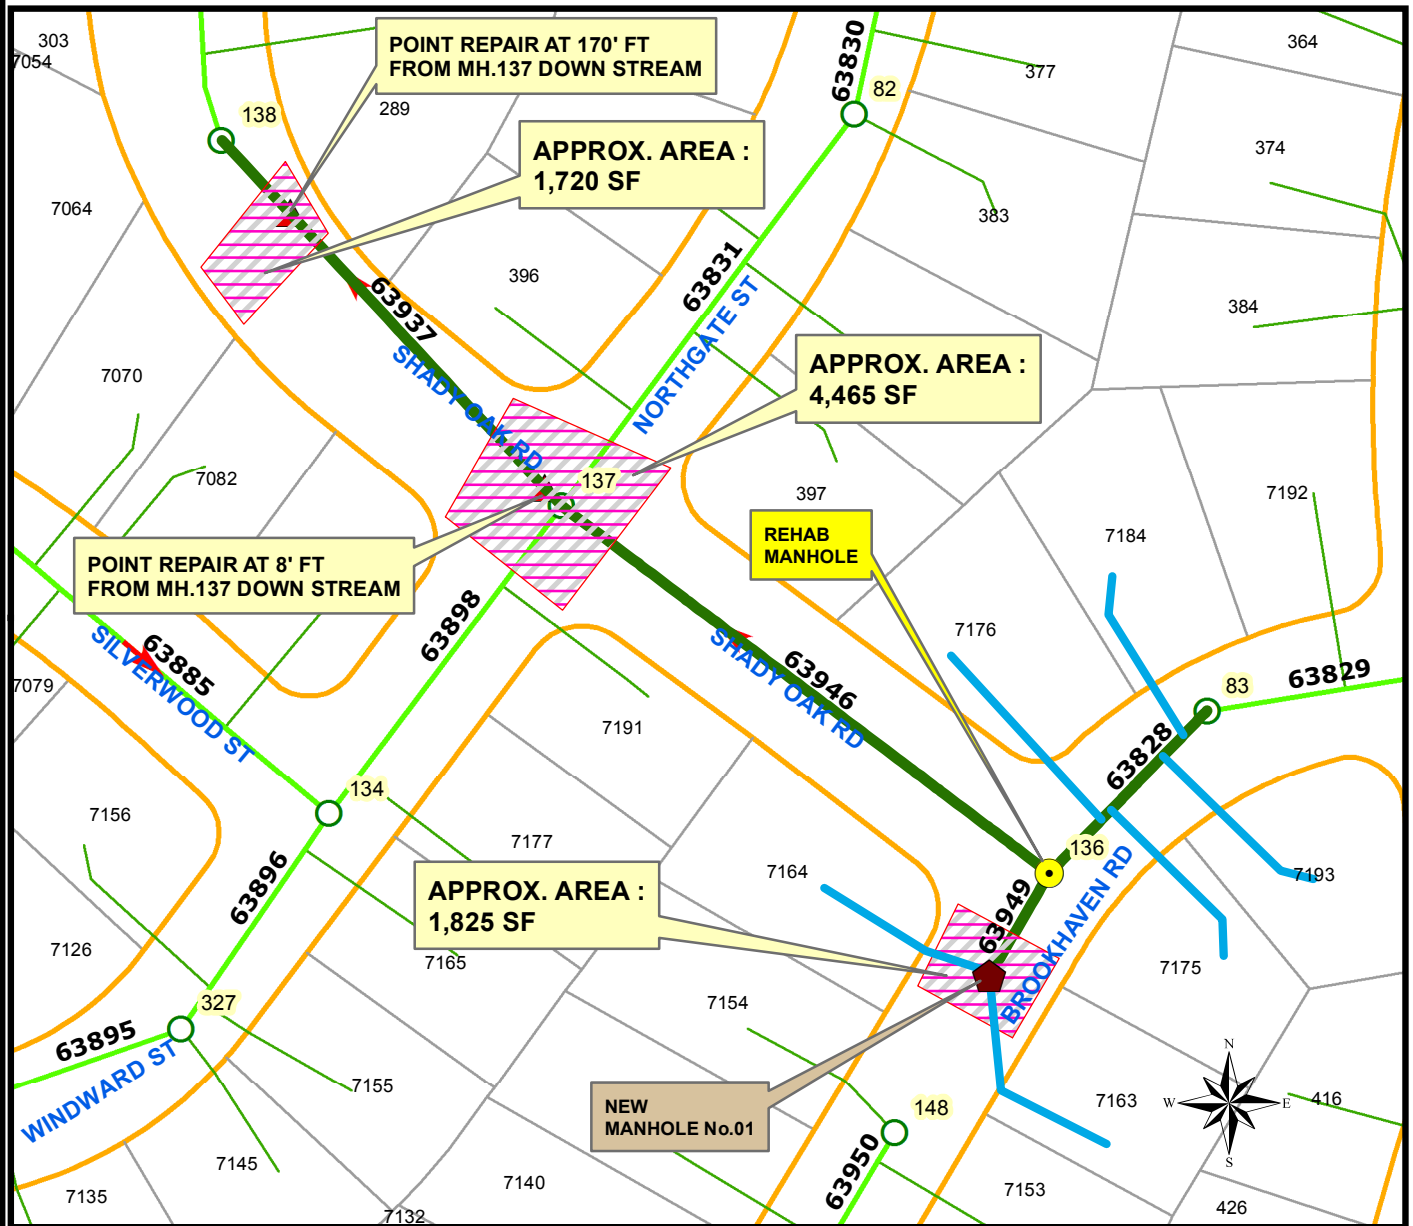 303
7054
POINT REPAIR AT 170' FT
FROM MH.137 DOWN STREAM
289
138
63830
82
377
364
374
APPROX. AREA :
1,720 SF
383
7064
396
63831
NORTHGATE ST
384
63937
SHADY OAK RD
7070
APPROX. AREA :
4,465 SF
7082
137
397
7192
REHAB
MANHOLE
7184
POINT REPAIR AT 8' FT
FROM MH.137 DOWN STREAM
63898
7176
63885
SILVERWOOD ST
7079
63946
SHADY OAK RD
63829
83
7191
63828
134
7156
7177
136
7164
7193
63896
APPROX. AREA :
1,825 SF
63949
BROOKHAVEN RD
7126
7165
7175
327
7154
63895
WINDWARD ST
7155
N
W
E
S
NEW
MANHOLE No.01
148
7163
416
63950
7145
7140
7153
7135
7132
426